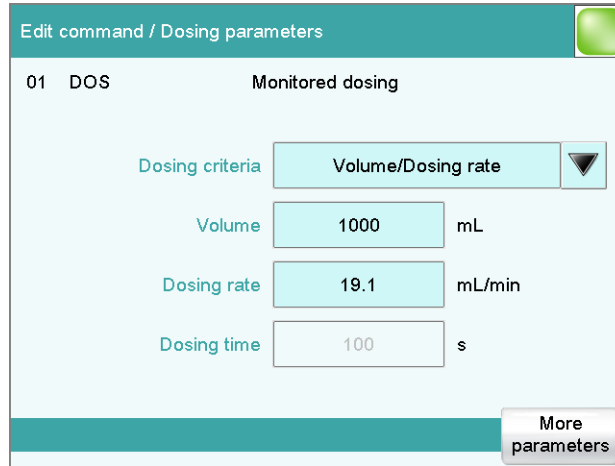 Edit command / Dosing parameters
01 DOS Monitored dosing
Dosing criteria Volume/Dosing rate
Volume 1000 mL
Dosing rate 19.1 mL/min
Dosing time 100 s
More
parameters